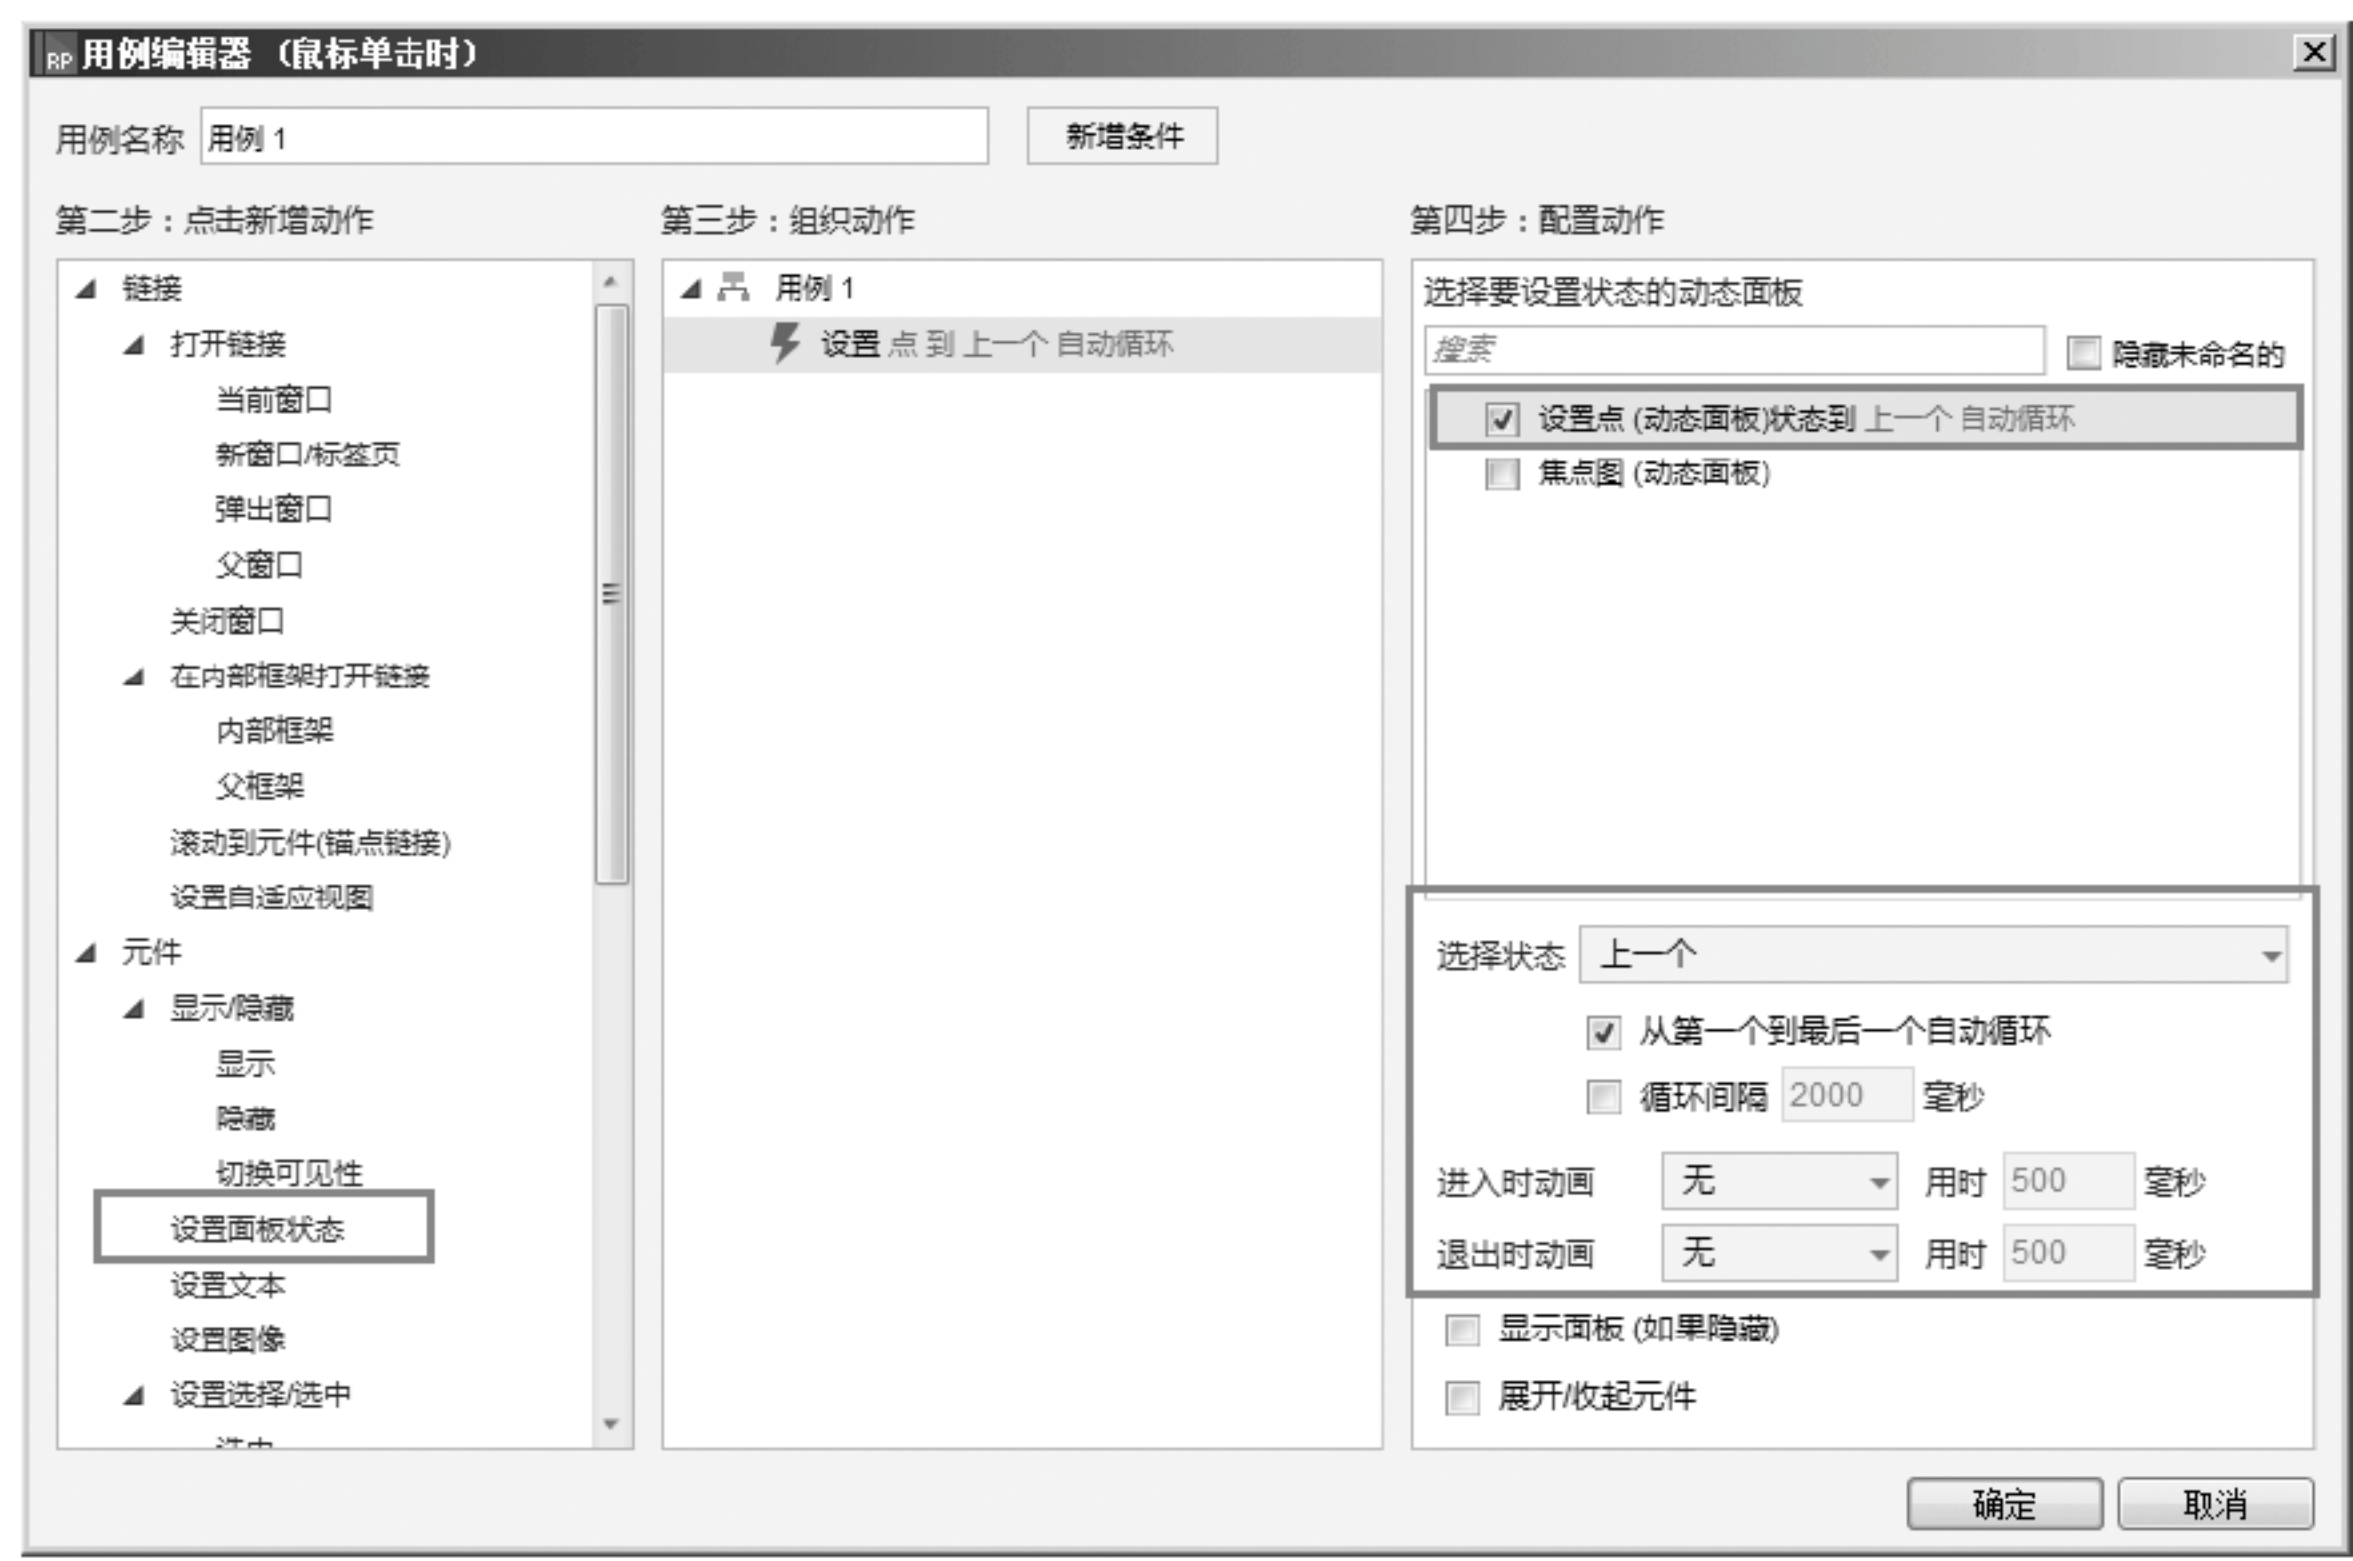 RP 用例编辑器 （鼠标单击时）
用例名称 用例 1 新增条件
第二步：点击新增动作
链接
打开链接
当前窗口
新窗口/标签页
弹出窗口
父窗口
关闭窗口
在内部框架打开链接
内部框架
父框架
滚动到元件(锚点链接)
设置自适应视图
元件
显示/隐藏
显示
隐藏
切换可见性
设置面板状态
设置文本
设置图像
设置选择/选中
第三步：组织动作
用例 1
设置 点 到 上一个 自动循环
第四步：配置动作
选择要设置状态的动态面板
搜索 隐藏未命名的
设置点 (动态面板)状态到 上一个 自动循环
焦点图 (动态面板)
选择状态 上一个
从第一个到最后一个自动循环
循环间隔 2000 毫秒
进入时动画 无 用时 500 毫秒
退出时动画 无 用时 500 毫秒
显示面板 (如果隐藏)
展开/收起元件
确定 取消